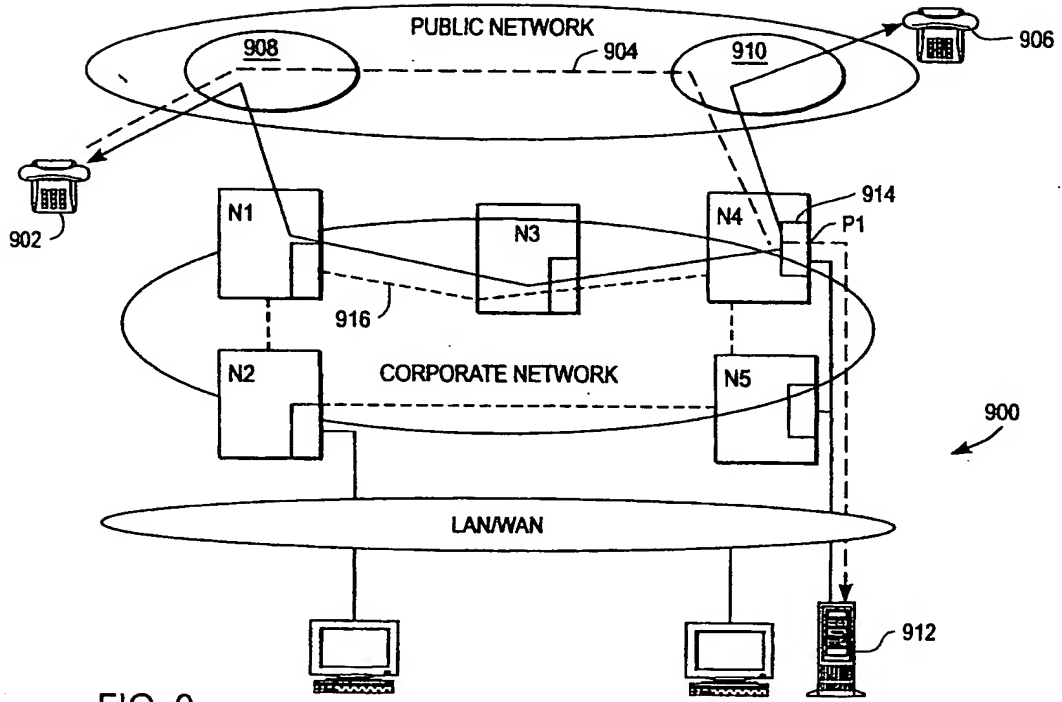 PUBLIC NETWORK
908
904
910
906
902
N1
N3
N4
914
P1
916
N2
CORPORATE NETWORK
N5
900
LAN/WAN
912